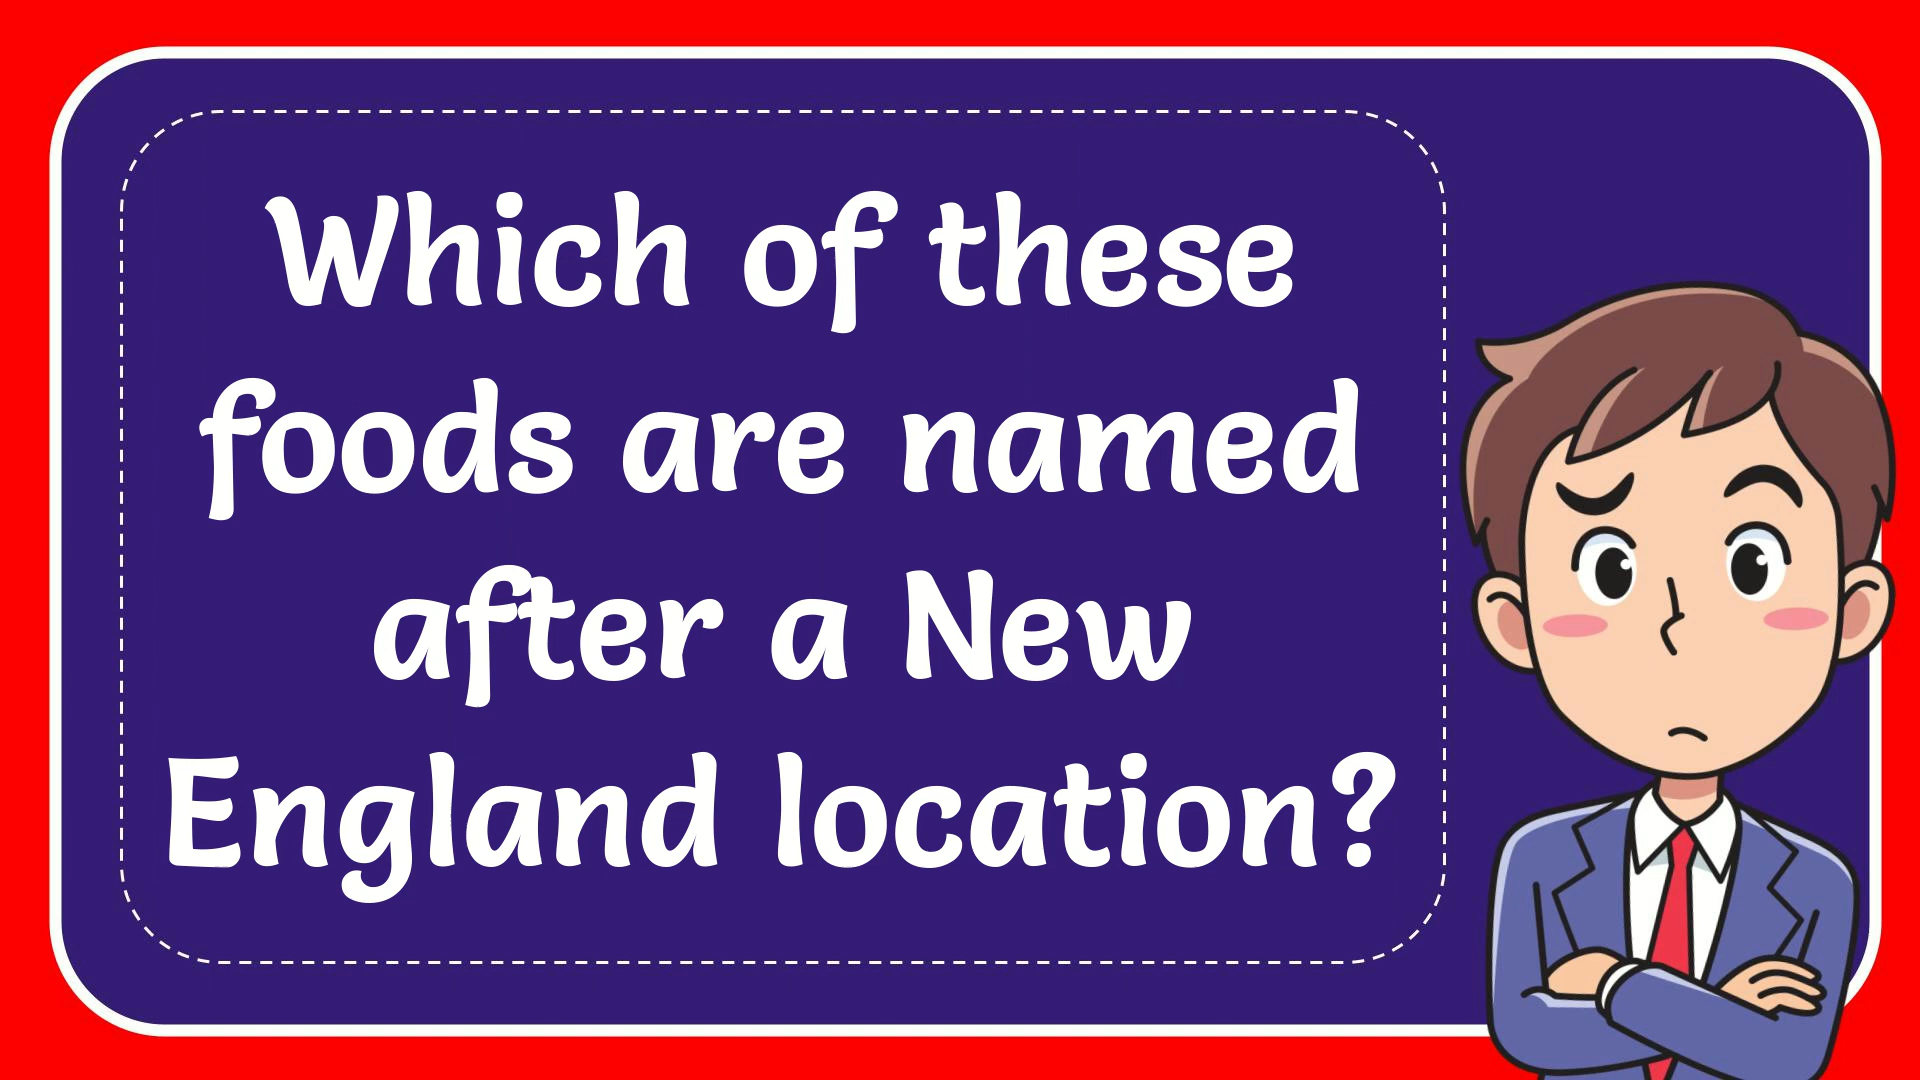 Which of these
foods are named
after a New
England location?